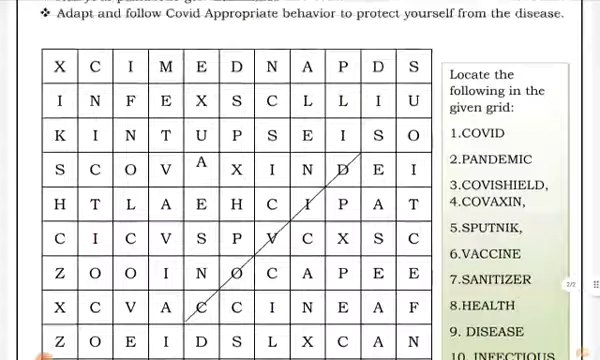 ❖ Adapt and follow Covid Appropriate behavior to protect yourself from the disease.
X C I M E D N A P D S
I N F E X S C L L I U
K I N T U P S E I S O
S C O V A X I N D E I
H T L A E H C I P A T
C I C V S P V C X S C
Z O O I N O C A P E E
X C V A C C I N E A F
Z O E I D S L X C A N
Locate the
following in the
given grid:
1.COVID
2.PANDEMIC
3.COVISHIELD,
4.COVAXIN,
5.SPUTNIK,
6.VACCINE
7.SANITIZER
8.HEALTH
9. DISEASE
10. INFECTIOUS
2/2